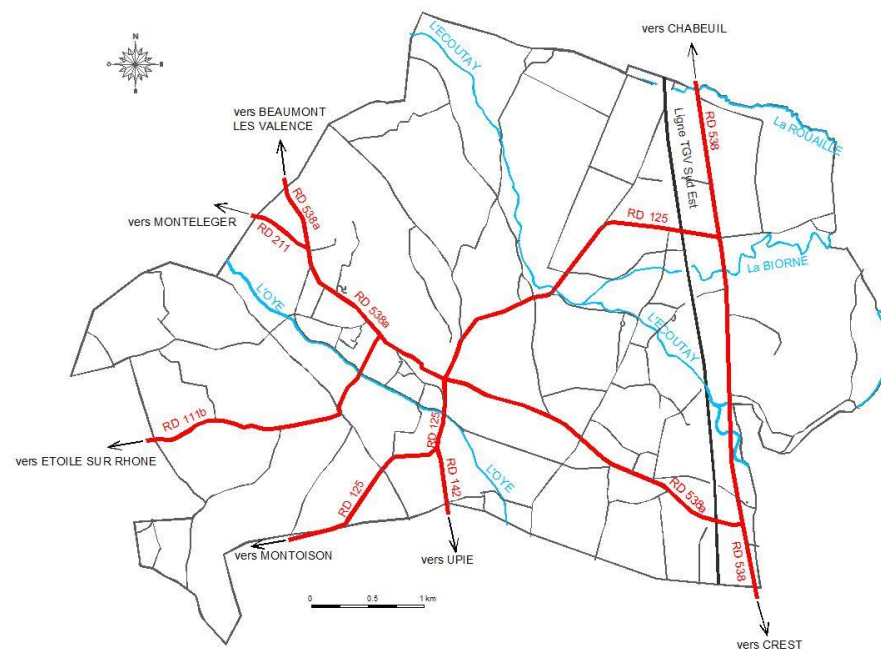 vers CHABEUIL
L'ECOUTAY
N
vers BEAUMONT
LES VALENCE
Ligne TGV Sud Est
RD 538
La ROUAILLE
RD 538a
vers MONTELEGER
RD 211
RD 125
La BIORNE
L'OYE
RD 538a
L'ECOUTAY
RD 111b
RD 125
vers ETOILE SUR RHONE
L'OYE
RD 125
RD 142
RD 538a
vers MONTOISON
vers UPIE
RD 538
0 0.5 1 km
vers CREST